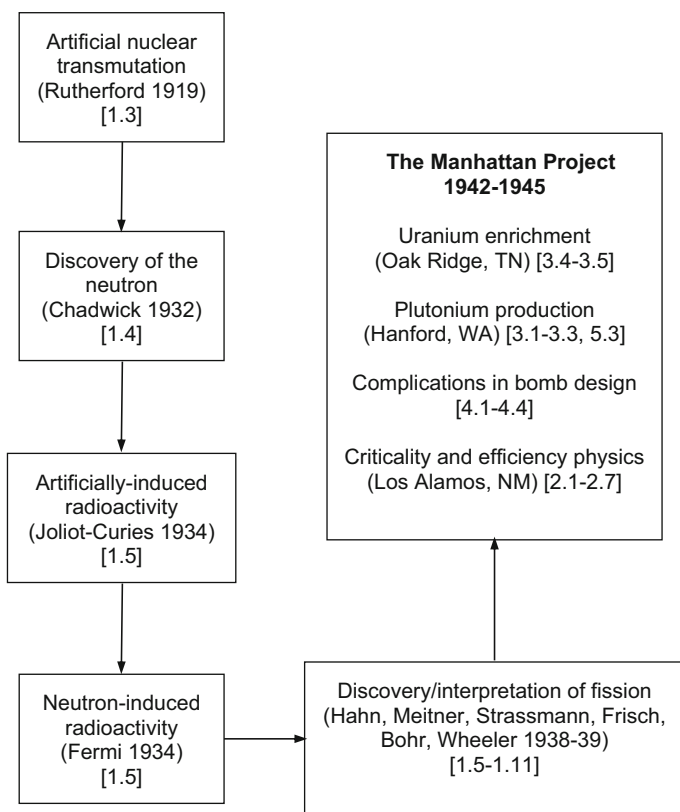 Artificial nuclear
transmutation
(Rutherford 1919)
[1.3]
Discovery of the
neutron
(Chadwick 1932)
[1.4]
Artificially-induced
radioactivity
(Joliot-Curies 1934)
[1.5]
Neutron-induced
radioactivity
(Fermi 1934)
[1.5]
Discovery/interpretation of fission
(Hahn, Meitner, Strassmann, Frisch,
Bohr, Wheeler 1938-39)
[1.5-1.11]
The Manhattan Project
1942-1945
Uranium enrichment
(Oak Ridge, TN) [3.4-3.5]
Plutonium production
(Hanford, WA) [3.1-3.3, 5.3]
Complications in bomb design
[4.1-4.4]
Criticality and efficiency physics
(Los Alamos, NM) [2.1-2.7]